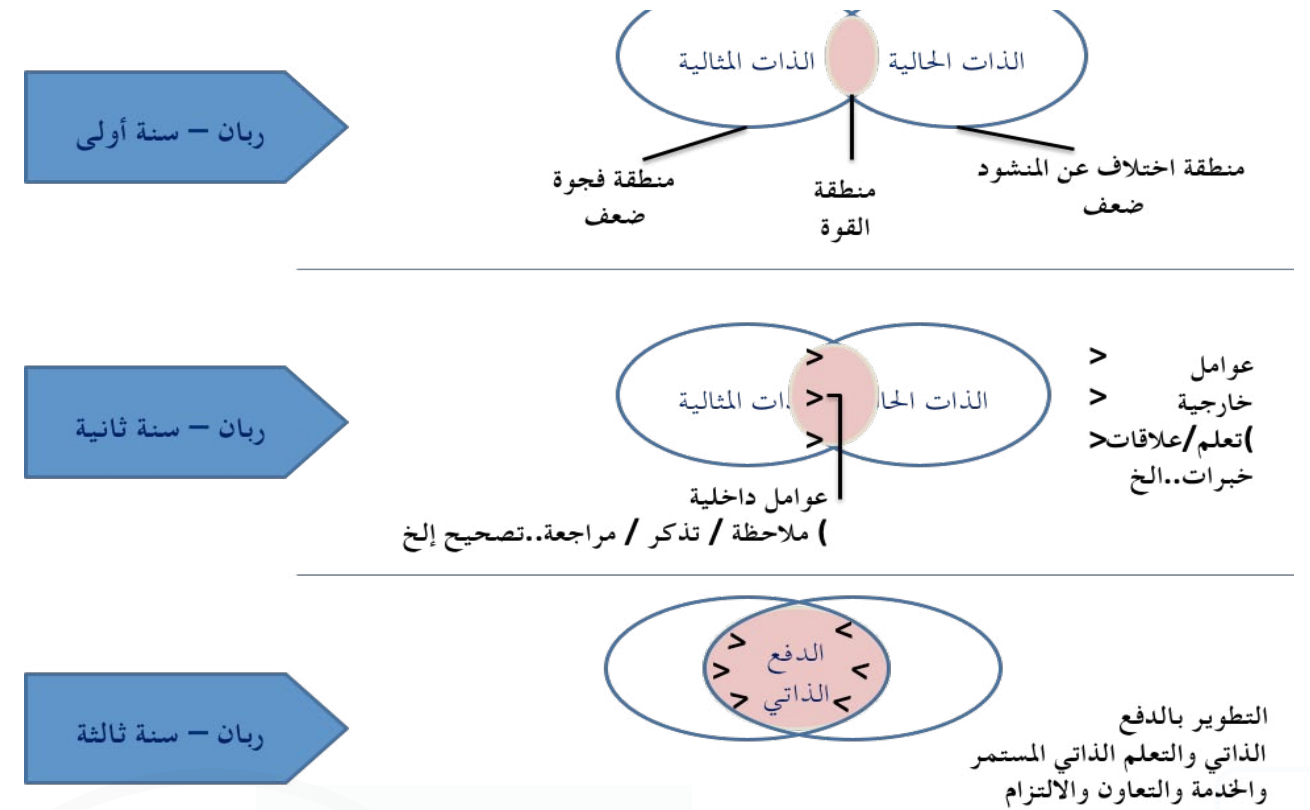 ربان – سنة أولى
الذات الحالية
الذات المثالية
منطقة اختلاف عن المنشود
ضعف
منطقة
القوة
منطقة فجوة
ضعف
ربان – سنة ثانية
عوامل >
خارجية >
)تعلم/علاقات>
خبرات..الخ
الذات الحا
ذات المثالية
>
>
>
عوامل داخلية
) ملاحظة / تذكر / مراجعة..تصحيح إلخ
ربان – سنة ثالثة
> <
الدفع
> <
الذاتي
> <
التطوير بالدفع
الذاتي والتعلم الذاتي المستمر
والخدمة والتعاون والالتزام